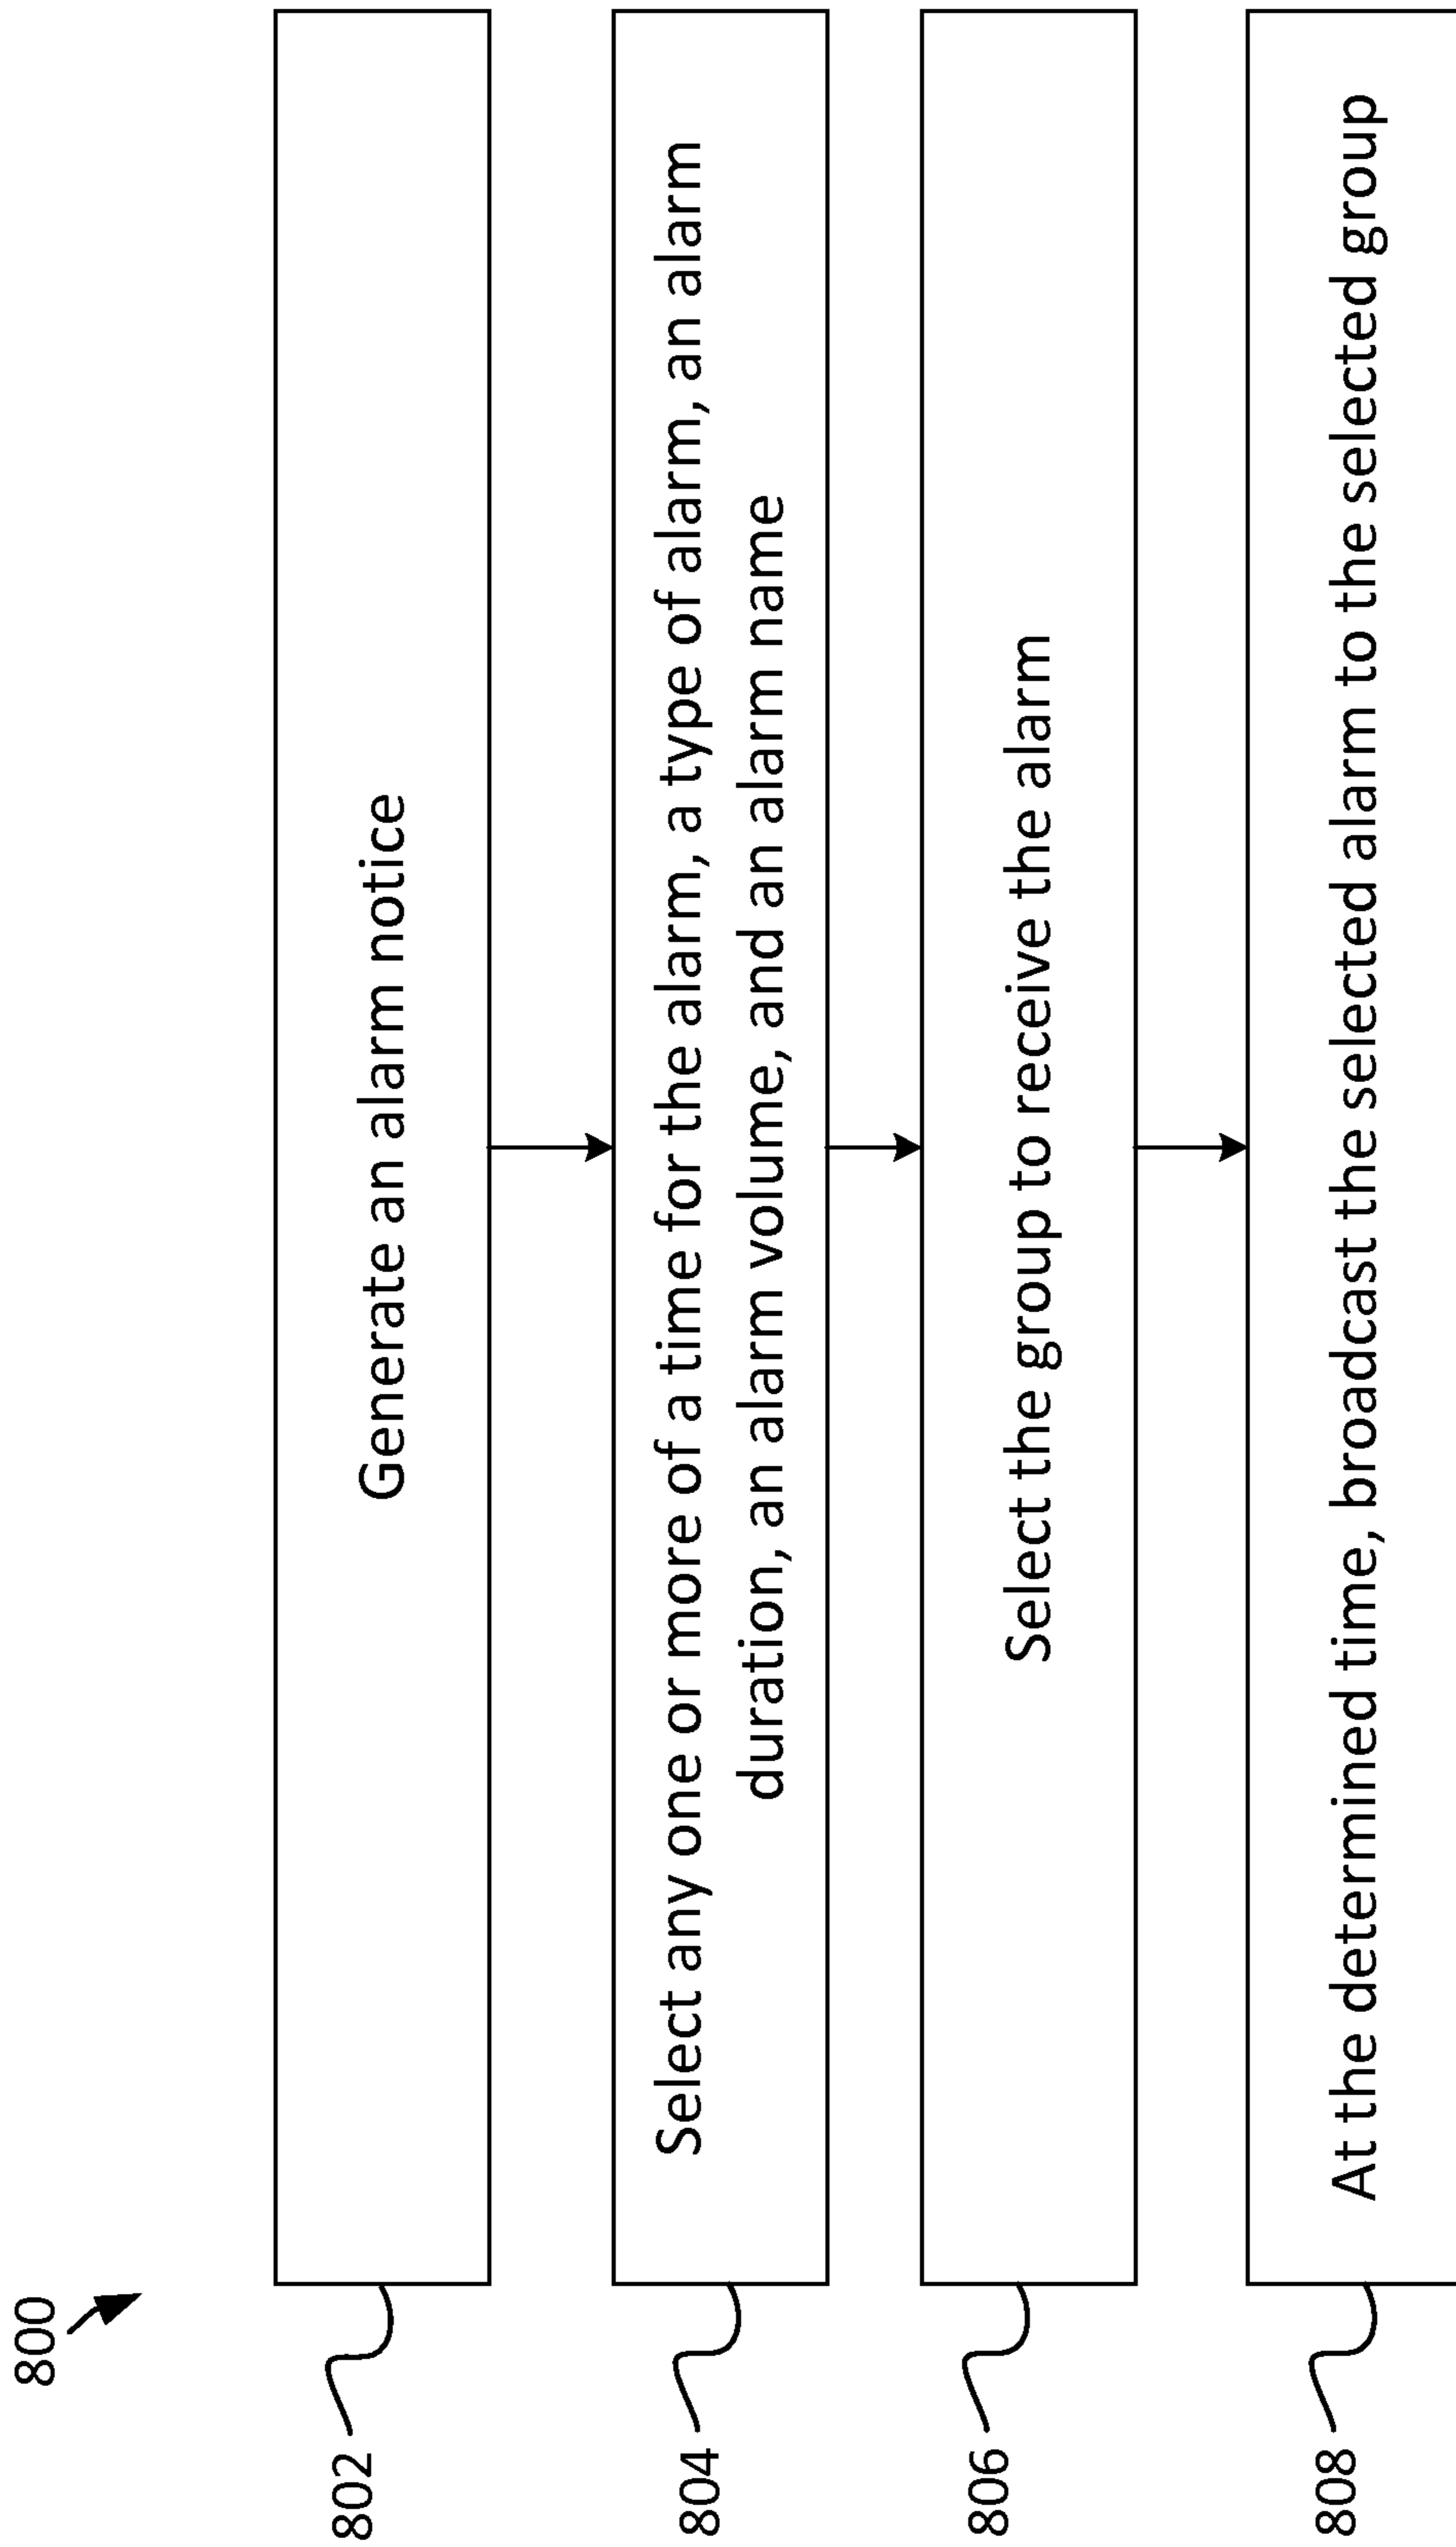 800
802
Generate an alarm notice
804
Select any one or more of a time for the alarm, a type of alarm, an alarm
duration, an alarm volume, and an alarm name
806
Select the group to receive the alarm
808
At the determined time, broadcast the selected alarm to the selected group